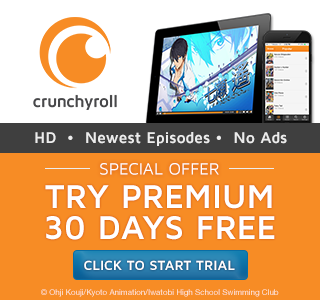 crunchyroll
HD • Newest Episodes • No Ads
SPECIAL OFFER
TRY PREMIUM
30 DAYS FREE
CLICK TO START TRIAL
© Ohji Kouji/Kyoto Animation/Iwatobi High School Swimming Club